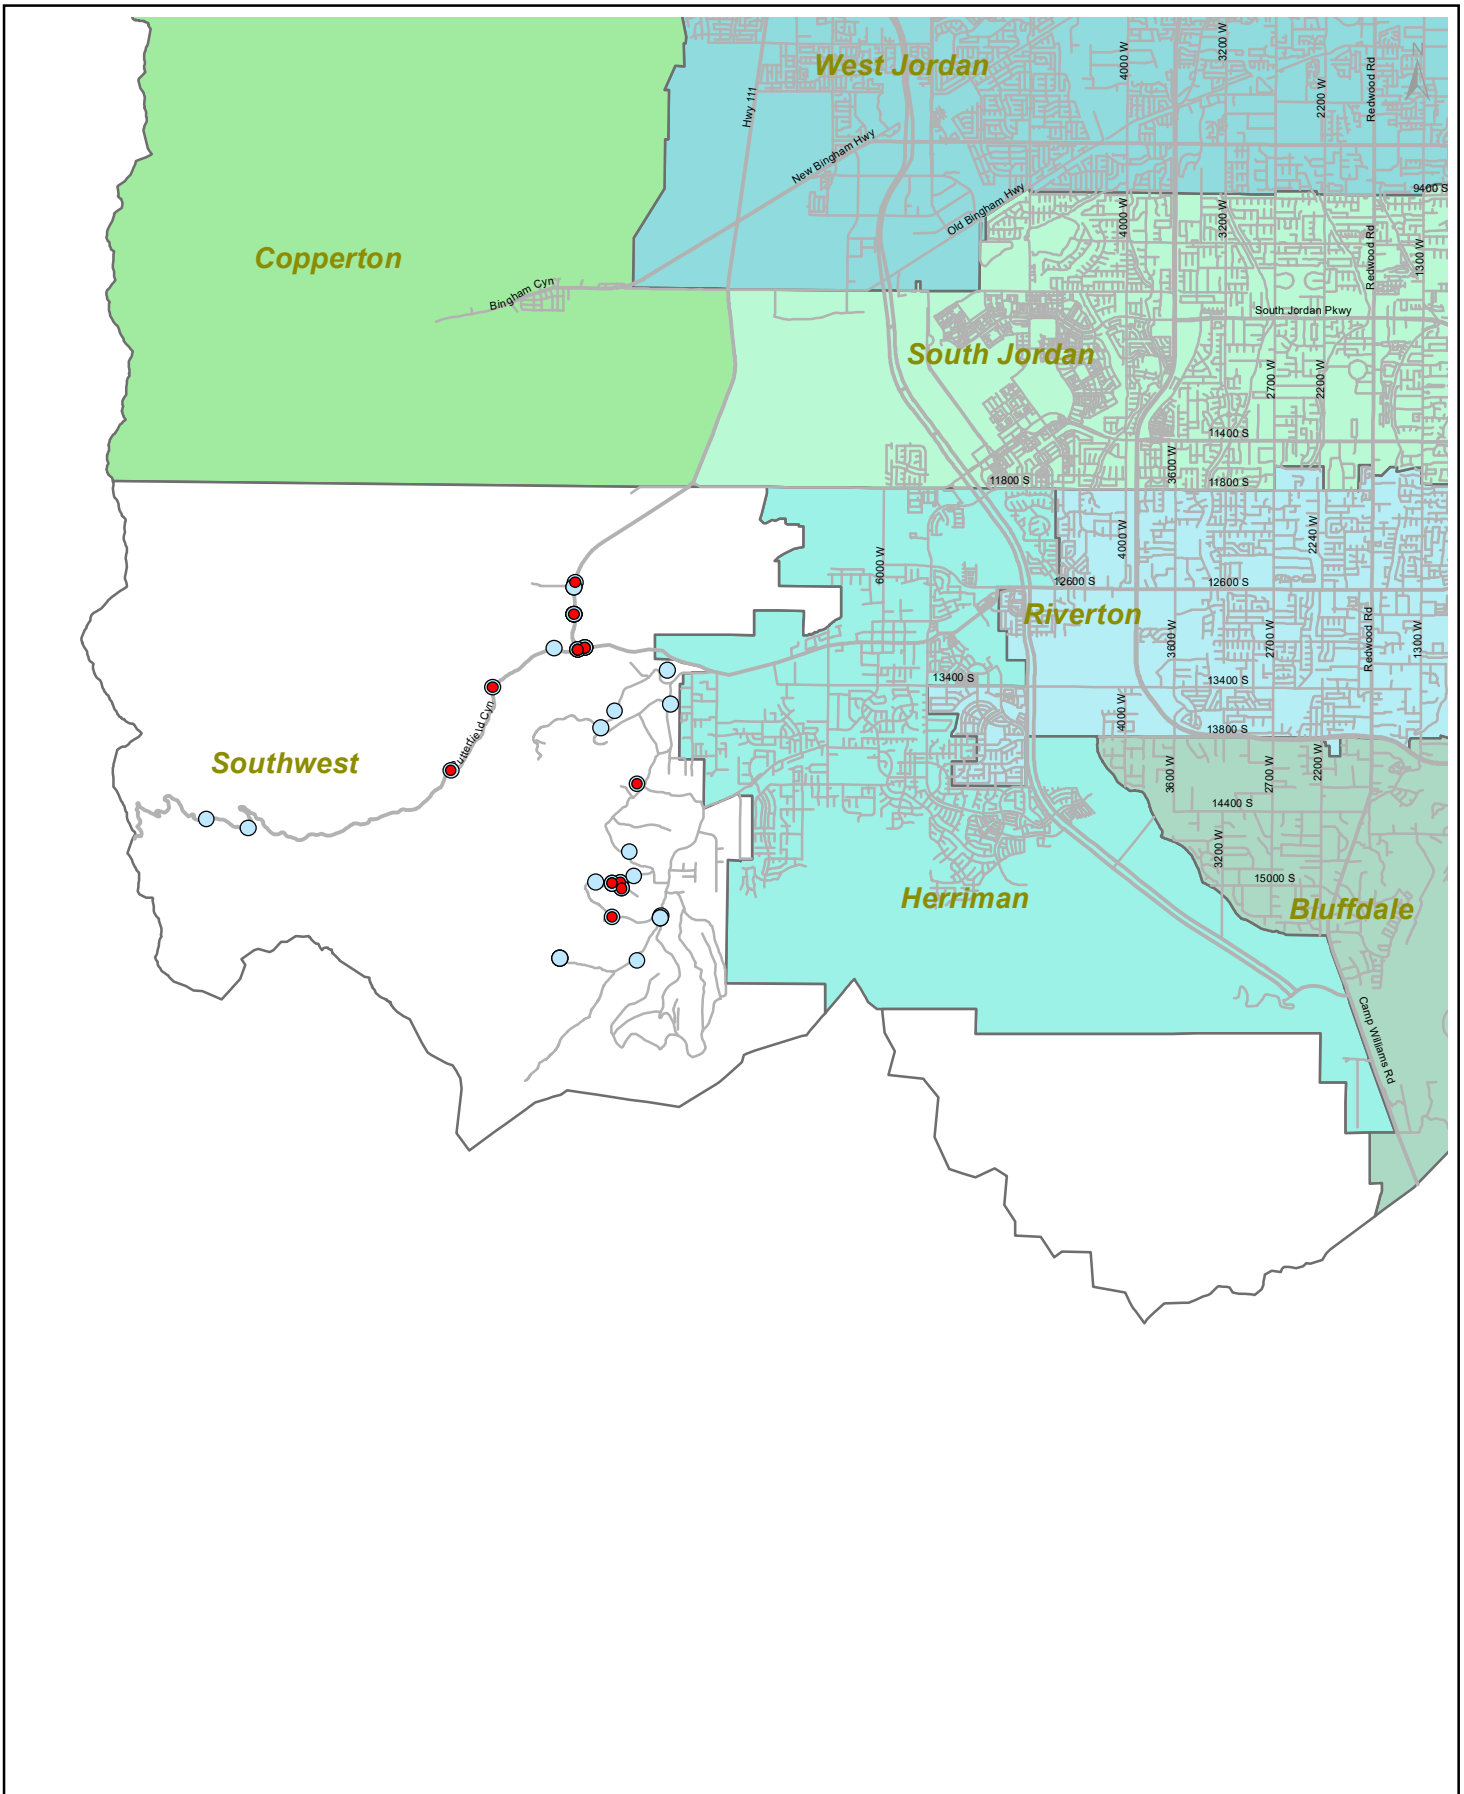 West Jordan
3200 W
4000 W
N
Redwood Rd
2200 W
Hwy 111
New Bingham Hwy
9400 S
Old Bingham Hwy
4000 W
3200 W
Redwood Rd
1300 W
Copperton
Bingham Cyn
South Jordan Pkwy
South Jordan
2700 W
2200 W
11400 S
3600 W
11800 S
11800 S
4000 W
2240 W
6000 W
12600 S
12600 S
Riverton
3600 W
2700 W
Redwood Rd
1300 W
13400 S
13400 S
4000 W
13800 S
utterfield Cyn
Southwest
3600 W
2700 W
2200 W
14400 S
3200 W
15000 S
Herriman
Bluffdale
Camp Williams Rd